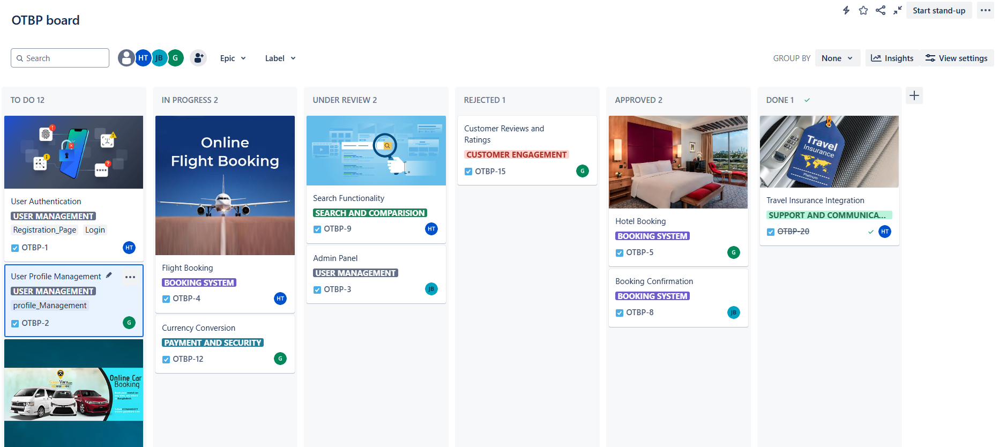 OTBP board
Start stand-up
Search
HT
JB
G
Epic
Label
GROUP BY
None
Insights
View settings
TO DO 12
User Authentication
USER MANAGEMENT
Registration_Page
Login
OTBP-1
HT
User Profile Management
USER MANAGEMENT
profile_Management
OTBP-2
G
Online Car
Booking
IN PROGRESS 2
Online
Flight Booking
Flight Booking
BOOKING SYSTEM
OTBP-4
HT
Currency Conversion
PAYMENT AND SECURITY
OTBP-12
G
UNDER REVIEW 2
Search Functionality
SEARCH AND COMPARISION
OTBP-9
HT
Admin Panel
USER MANAGEMENT
OTBP-3
JB
REJECTED 1
Customer Reviews and
Ratings
CUSTOMER ENGAGEMENT
OTBP-15
G
APPROVED 2
Hotel Booking
BOOKING SYSTEM
OTBP-5
G
Booking Confirmation
BOOKING SYSTEM
OTBP-8
JB
DONE 1
Travel
Insurance
Platinum
Travel Insurance Integration
SUPPORT AND COMMUNICA...
OTBP-20
HT